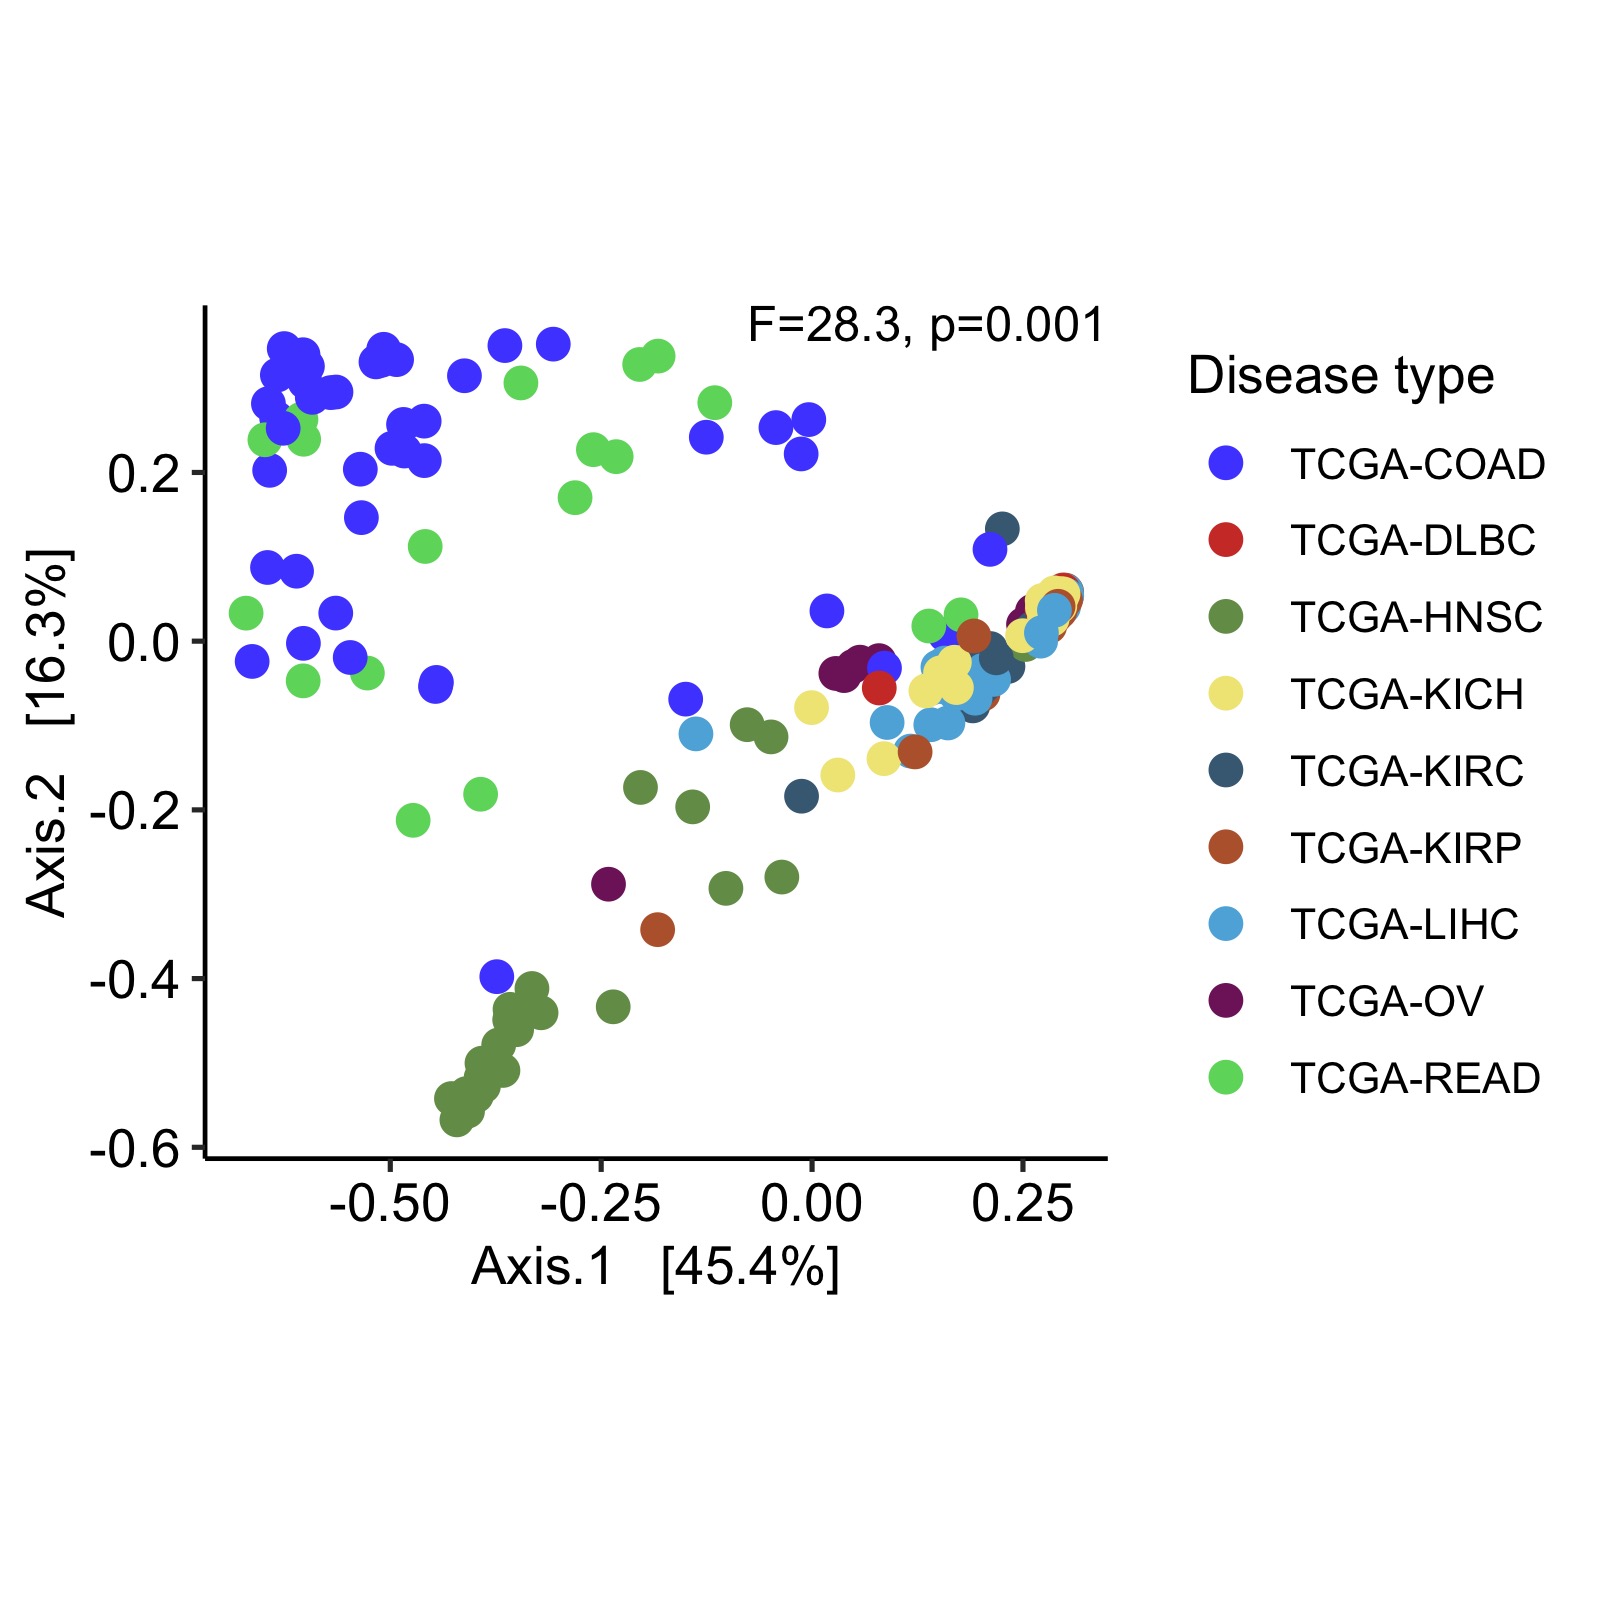 F=28.3, p=0.001
Disease type
TCGA-COAD
TCGA-DLBC
TCGA-HNSC
TCGA-KICH
TCGA-KIRC
TCGA-KIRP
TCGA-LIHC
TCGA-OV
TCGA-READ
Axis.2 [16.3%]
0.2
0.0
-0.2
-0.4
-0.6
-0.50 -0.25 0.00 0.25
Axis.1 [45.4%]